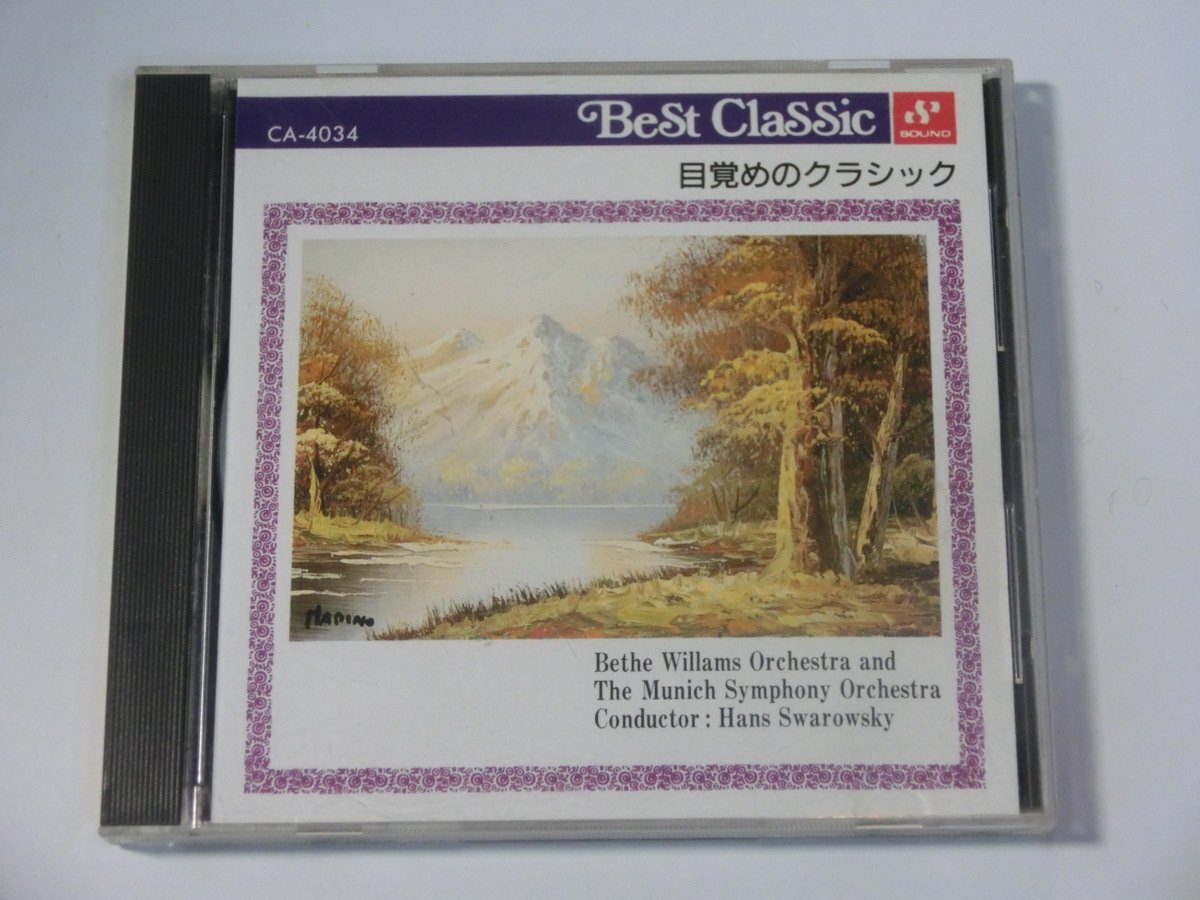 CA-4034
Best Classic
SOUND
目覚めのクラシック
MADINO
Bethe Willams Orchestra and
The Munich Symphony Orchestra
Conductor : Hans Swarowsky